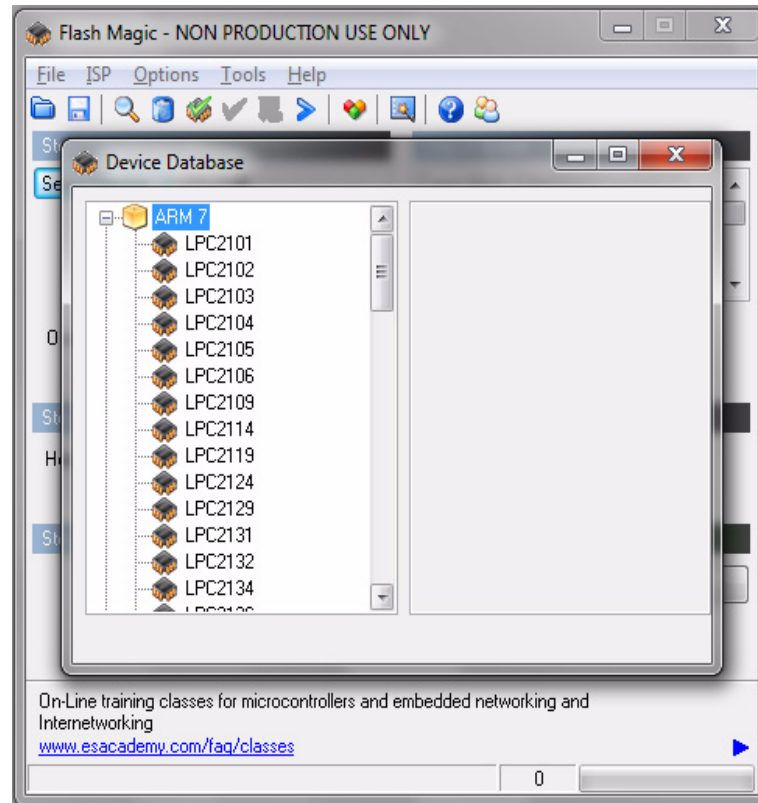 Flash Magic - NON PRODUCTION USE ONLY
File ISP Options Tools Help
Device Database
ARM 7
LPC2101
LPC2102
LPC2103
LPC2104
LPC2105
LPC2106
LPC2109
LPC2114
LPC2119
LPC2124
LPC2129
LPC2131
LPC2132
LPC2134
On-Line training classes for microcontrollers and embedded networking and
Internetworking
www.esacademy.com/faq/classes
0